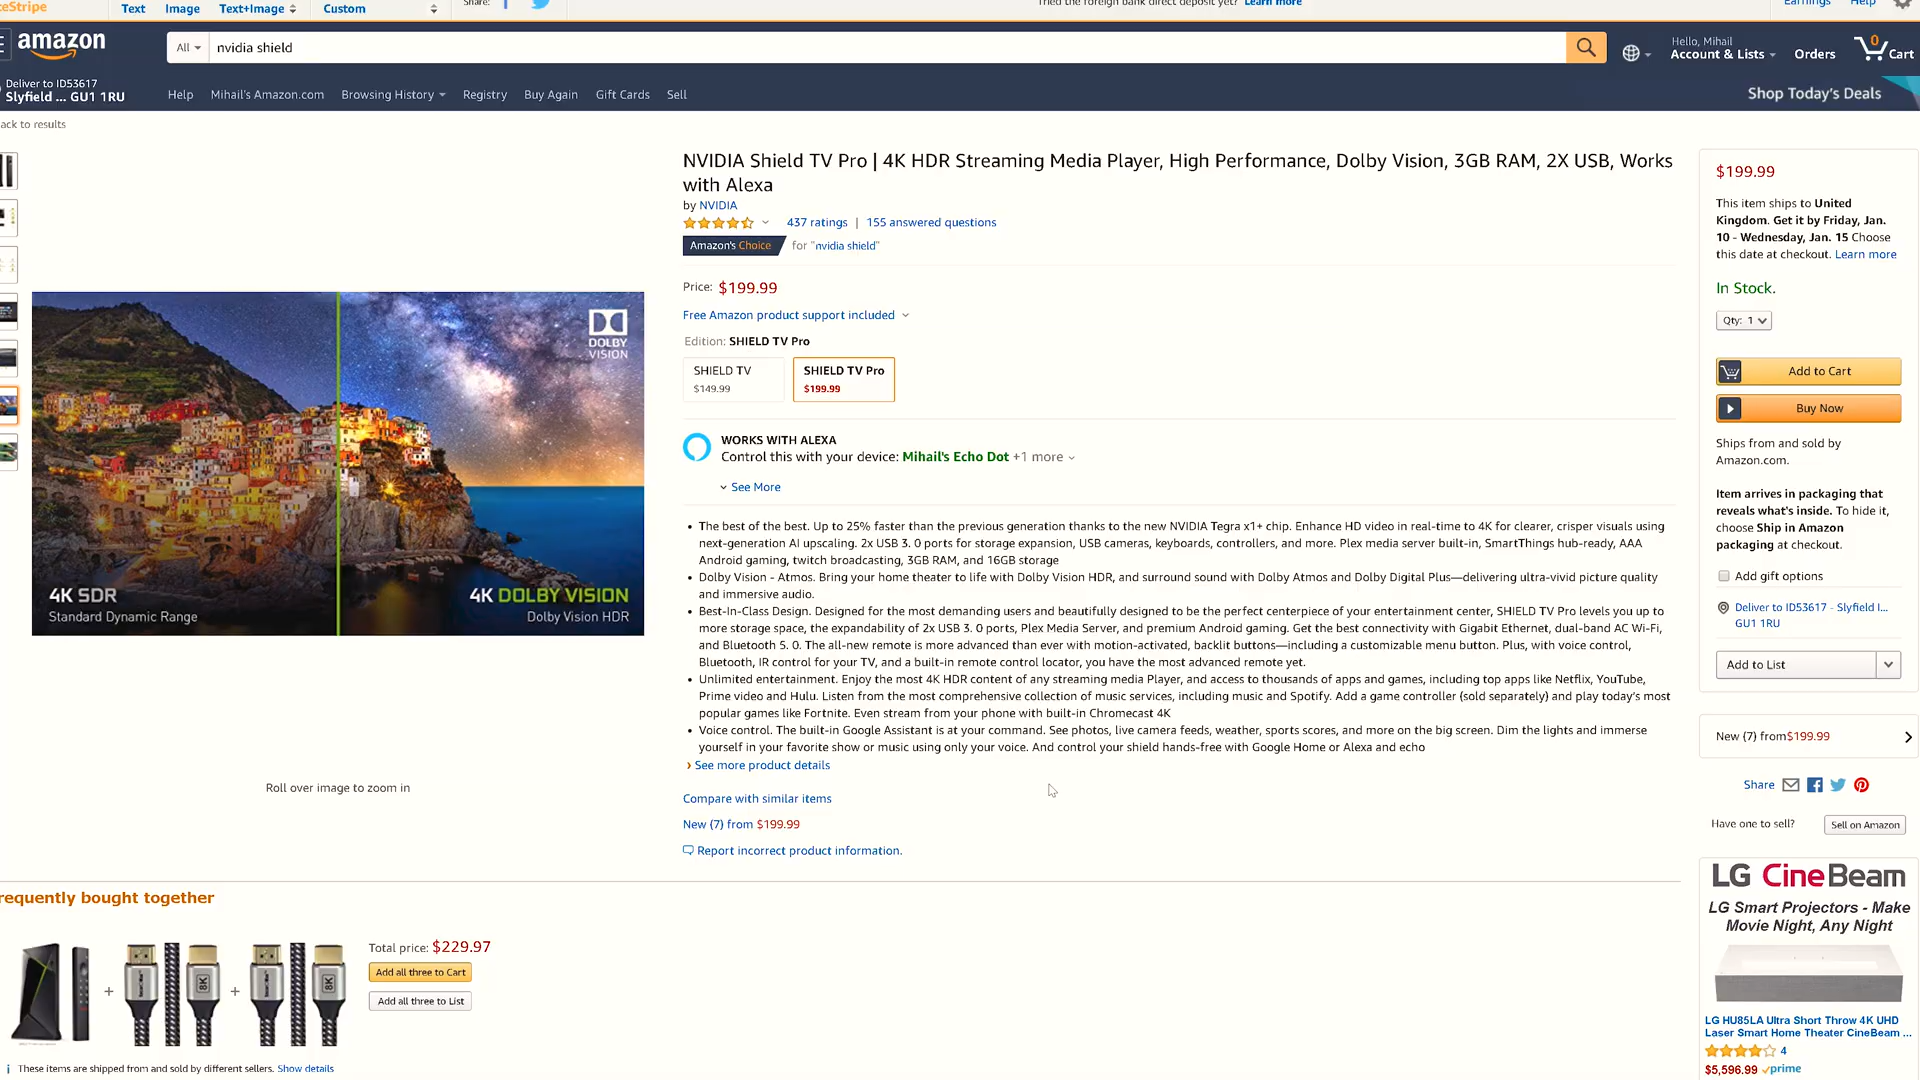 eStripe
Text Image Text+Image Custom
Share:
Tried the foreign bank direct deposit yet? Learn more
Earnings Help
amazon
All nvidia shield
Hello, Mihail
Account & Lists Orders 0 Cart
Deliver to ID53617
Slyfield ... GU1 1RU
Help Mihail's Amazon.com Browsing History Registry Buy Again Gift Cards Sell
Shop Today's Deals
ack to results
NVIDIA Shield TV Pro | 4K HDR Streaming Media Player, High Performance, Dolby Vision, 3GB RAM, 2X USB, Works
with Alexa
by NVIDIA
437 ratings | 155 answered questions
Amazon's Choice for "nvidia shield"
Price: $199.99
Free Amazon product support included
Edition: SHIELD TV Pro
SHIELD TV
$149.99
SHIELD TV Pro
$199.99
WORKS WITH ALEXA
Control this with your device: Mihail's Echo Dot +1 more
See More
• The best of the best. Up to 25% faster than the previous generation thanks to the new NVIDIA Tegra x1+ chip. Enhance HD video in real-time to 4K for clearer, crisper visuals using
next-generation AI upscaling. 2x USB 3. 0 ports for storage expansion, USB cameras, keyboards, controllers, and more. Plex media server built-in, SmartThings hub-ready, AAA
Android gaming, twitch broadcasting, 3GB RAM, and 16GB storage
• Dolby Vision - Atmos. Bring your home theater to life with Dolby Vision HDR, and surround sound with Dolby Atmos and Dolby Digital Plus—delivering ultra-vivid picture quality
and immersive audio.
• Best-In-Class Design. Designed for the most demanding users and beautifully designed to be the perfect centerpiece of your entertainment center, SHIELD TV Pro levels you up to
more storage space, the expandability of 2x USB 3. 0 ports, Plex Media Server, and premium Android gaming. Get the best connectivity with Gigabit Ethernet, dual-band AC Wi-Fi,
and Bluetooth 5. 0. The all-new remote is more advanced than ever with motion-activated, backlit buttons—including a customizable menu button. Plus, with voice control,
Bluetooth, IR control for your TV, and a built-in remote control locator, you have the most advanced remote yet.
• Unlimited entertainment. Enjoy the most 4K HDR content of any streaming media Player, and access to thousands of apps and games, including top apps like Netflix, YouTube,
Prime video and Hulu. Listen from the most comprehensive collection of music services, including music and Spotify. Add a game controller (sold separately) and play today's most
popular games like Fortnite. Even stream from your phone with built-in Chromecast 4K
• Voice control. The built-in Google Assistant is at your command. See photos, live camera feeds, weather, sports scores, and more on the big screen. Dim the lights and immerse
yourself in your favorite show or music using only your voice. And control your shield hands-free with Google Home or Alexa and echo
See more product details
Compare with similar items
New (7) from $199.99
Report incorrect product information.
DOLBY
VISION
4K SDR
Standard Dynamic Range
4K DOLBY VISION
Dolby Vision HDR
Roll over image to zoom in
$199.99
This item ships to United
Kingdom. Get it by Friday, Jan.
10 - Wednesday, Jan. 15 Choose
this date at checkout. Learn more
In Stock.
Qty: 1
Add to Cart
Buy Now
Ships from and sold by
Amazon.com.
Item arrives in packaging that
reveals what's inside. To hide it,
choose Ship in Amazon
packaging at checkout.
Add gift options
Deliver to ID53617 - Slyfield I...
GU1 1RU
Add to List
New (7) from$199.99
Share
Have one to sell? Sell on Amazon
LG CineBeam
LG Smart Projectors - Make
Movie Night, Any Night
LG HU85LA Ultra Short Throw 4K UHD
Laser Smart Home Theater CineBeam ...
4
$5,596.99 prime
requently bought together
+ 8K + 8K
Total price: $229.97
Add all three to Cart
Add all three to List
i These items are shipped from and sold by different sellers. Show details